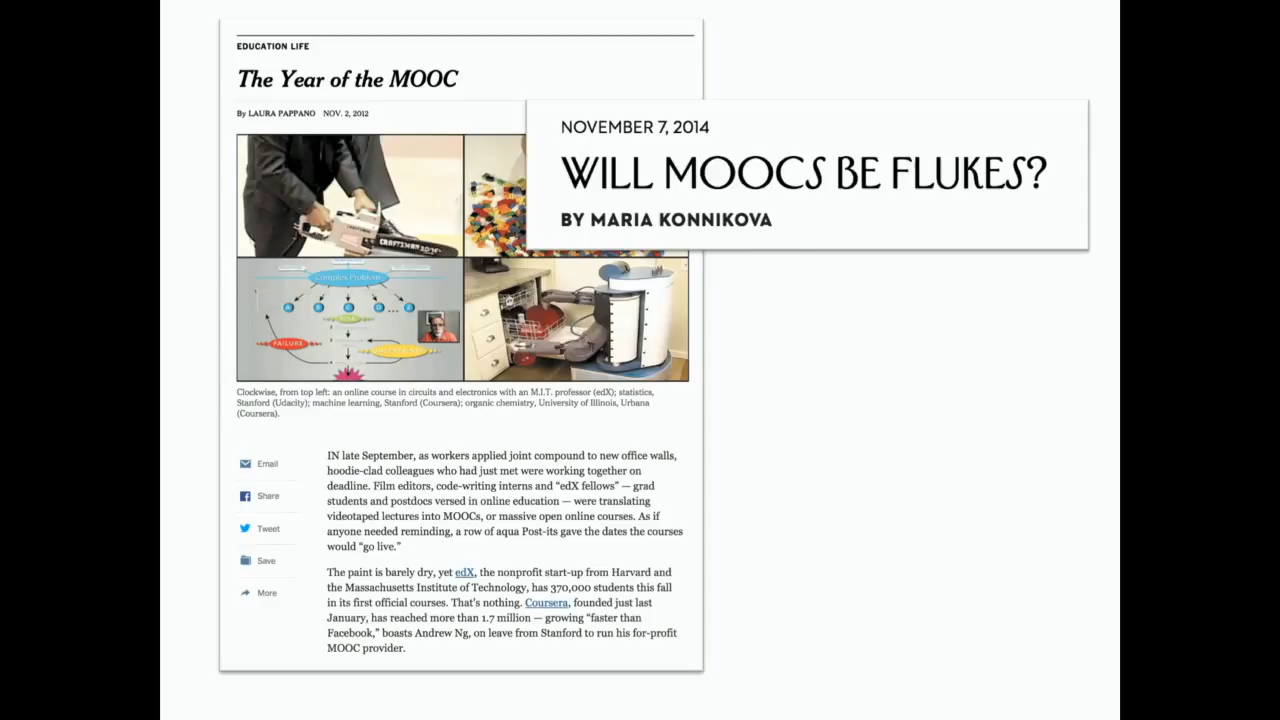 EDUCATION LIFE
The Year of the MOOC
By LAURA PAPPANO NOV. 2, 2012
NOVEMBER 7, 2014
WILL MOOCS BE FLUKES?
BY MARIA KONNIKOVA
CRAFTSMAN
Complex Problem
A B C D ... Z
FAILURE
Clockwise, from top left: an online course in circuits and electronics with an M.I.T. professor (edX); statistics,
Stanford (Udacity); machine learning, Stanford (Coursera); organic chemistry, University of Illinois, Urbana
(Coursera).
Email
Share
Tweet
Save
More
IN late September, as workers applied joint compound to new office walls,
hoodie-clad colleagues who had just met were working together on
deadline. Film editors, code-writing interns and “edX fellows” — grad
students and postdocs versed in online education — were translating
videotaped lectures into MOOCs, or massive open online courses. As if
anyone needed reminding, a row of aqua Post-its gave the dates the courses
would “go live.”
The paint is barely dry, yet edX, the nonprofit start-up from Harvard and
the Massachusetts Institute of Technology, has 370,000 students this fall
in its first official courses. That’s nothing. Coursera, founded just last
January, has reached more than 1.7 million — growing “faster than
Facebook,” boasts Andrew Ng, on leave from Stanford to run his for-profit
MOOC provider.